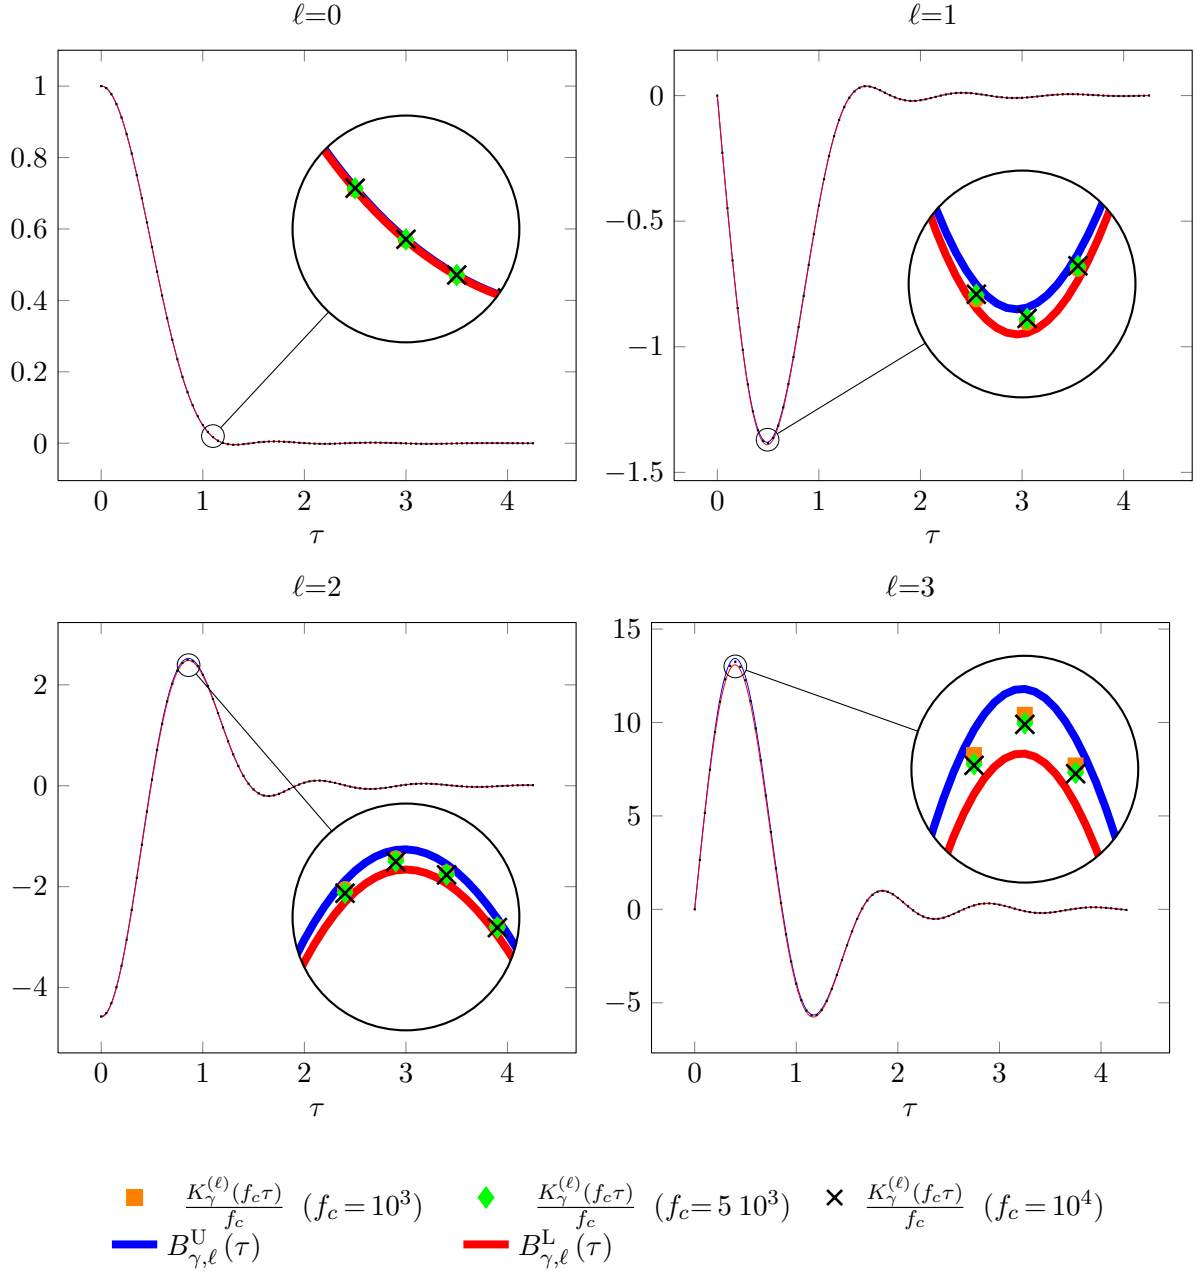 ℓ=0
1
0.8
0.6
0.4
0.2
0
0 1 2 3 4
τ
ℓ=1
0
−0.5
−1
−1.5
0 1 2 3 4
τ
ℓ=2
2
0
−2
−4
0 1 2 3 4
τ
ℓ=3
15
10
5
0
−5
0 1 2 3 4
τ
K_γ^{(ℓ)}(f_c τ)/f_c (f_c = 10^3) K_γ^{(ℓ)}(f_c τ)/f_c (f_c = 5 10^3) K_γ^{(ℓ)}(f_c τ)/f_c (f_c = 10^4)
B^U_{γ,ℓ}(τ) B^L_{γ,ℓ}(τ)